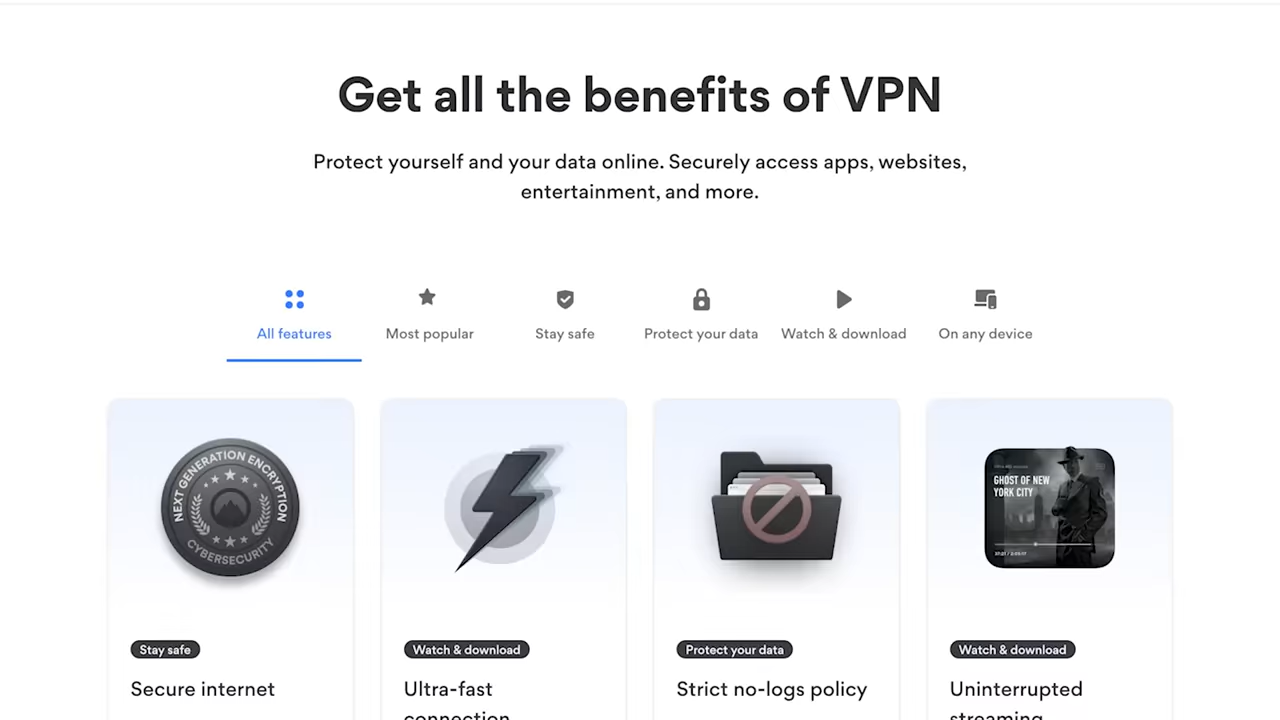 Get all the benefits of VPN
Protect yourself and your data online. Securely access apps, websites,
entertainment, and more.
All features
Most popular
Stay safe
Protect your data
Watch & download
On any device
NEXT GENERATION ENCRYPTION
CYBERSECURITY
GHOST OF NEW
YORK CITY
Stay safe
Watch & download
Protect your data
Watch & download
Secure internet
Ultra-fast
connection
Strict no-logs policy
Uninterrupted
streaming